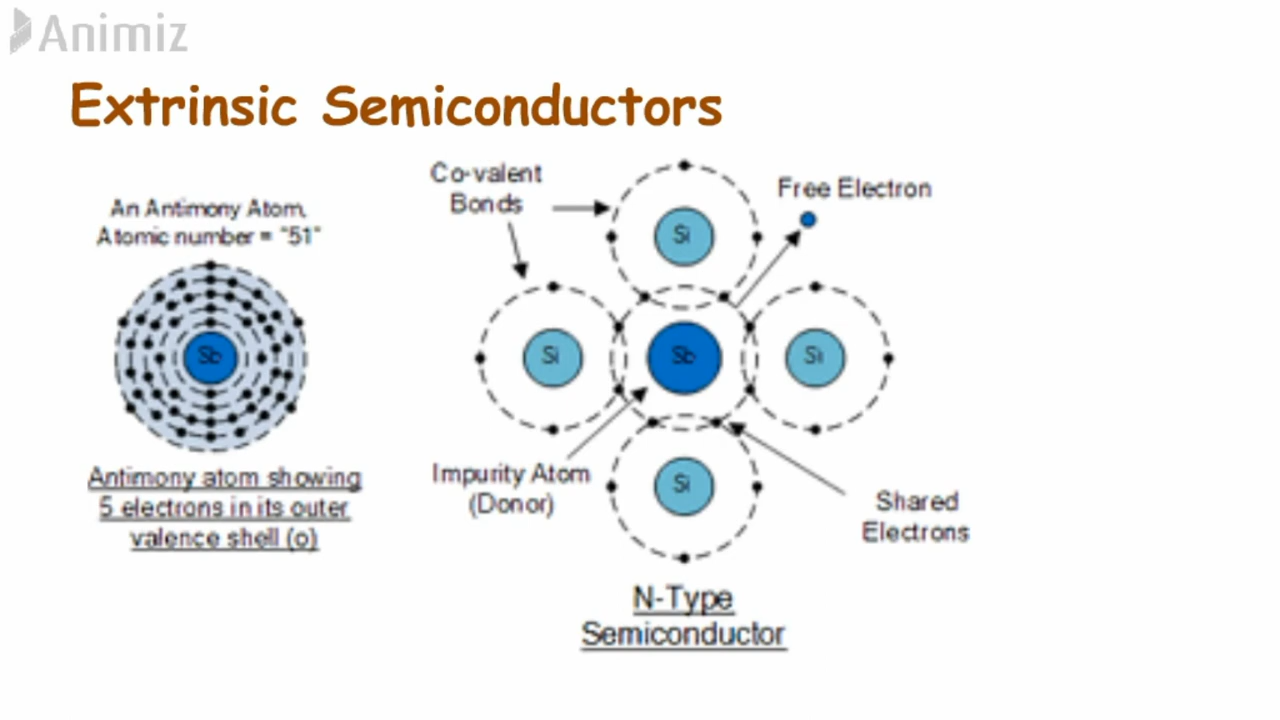 Animiz
Extrinsic Semiconductors
An Antimony Atom,
Atomic number = "51"
Sb
Antimony atom showing
5 electrons in its outer
valence shell (o)
Co-valent
Bonds
Free Electron
Si
Si
Sb
Si
Impurity Atom
(Donor)
Si
Shared
Electrons
N-Type
Semiconductor